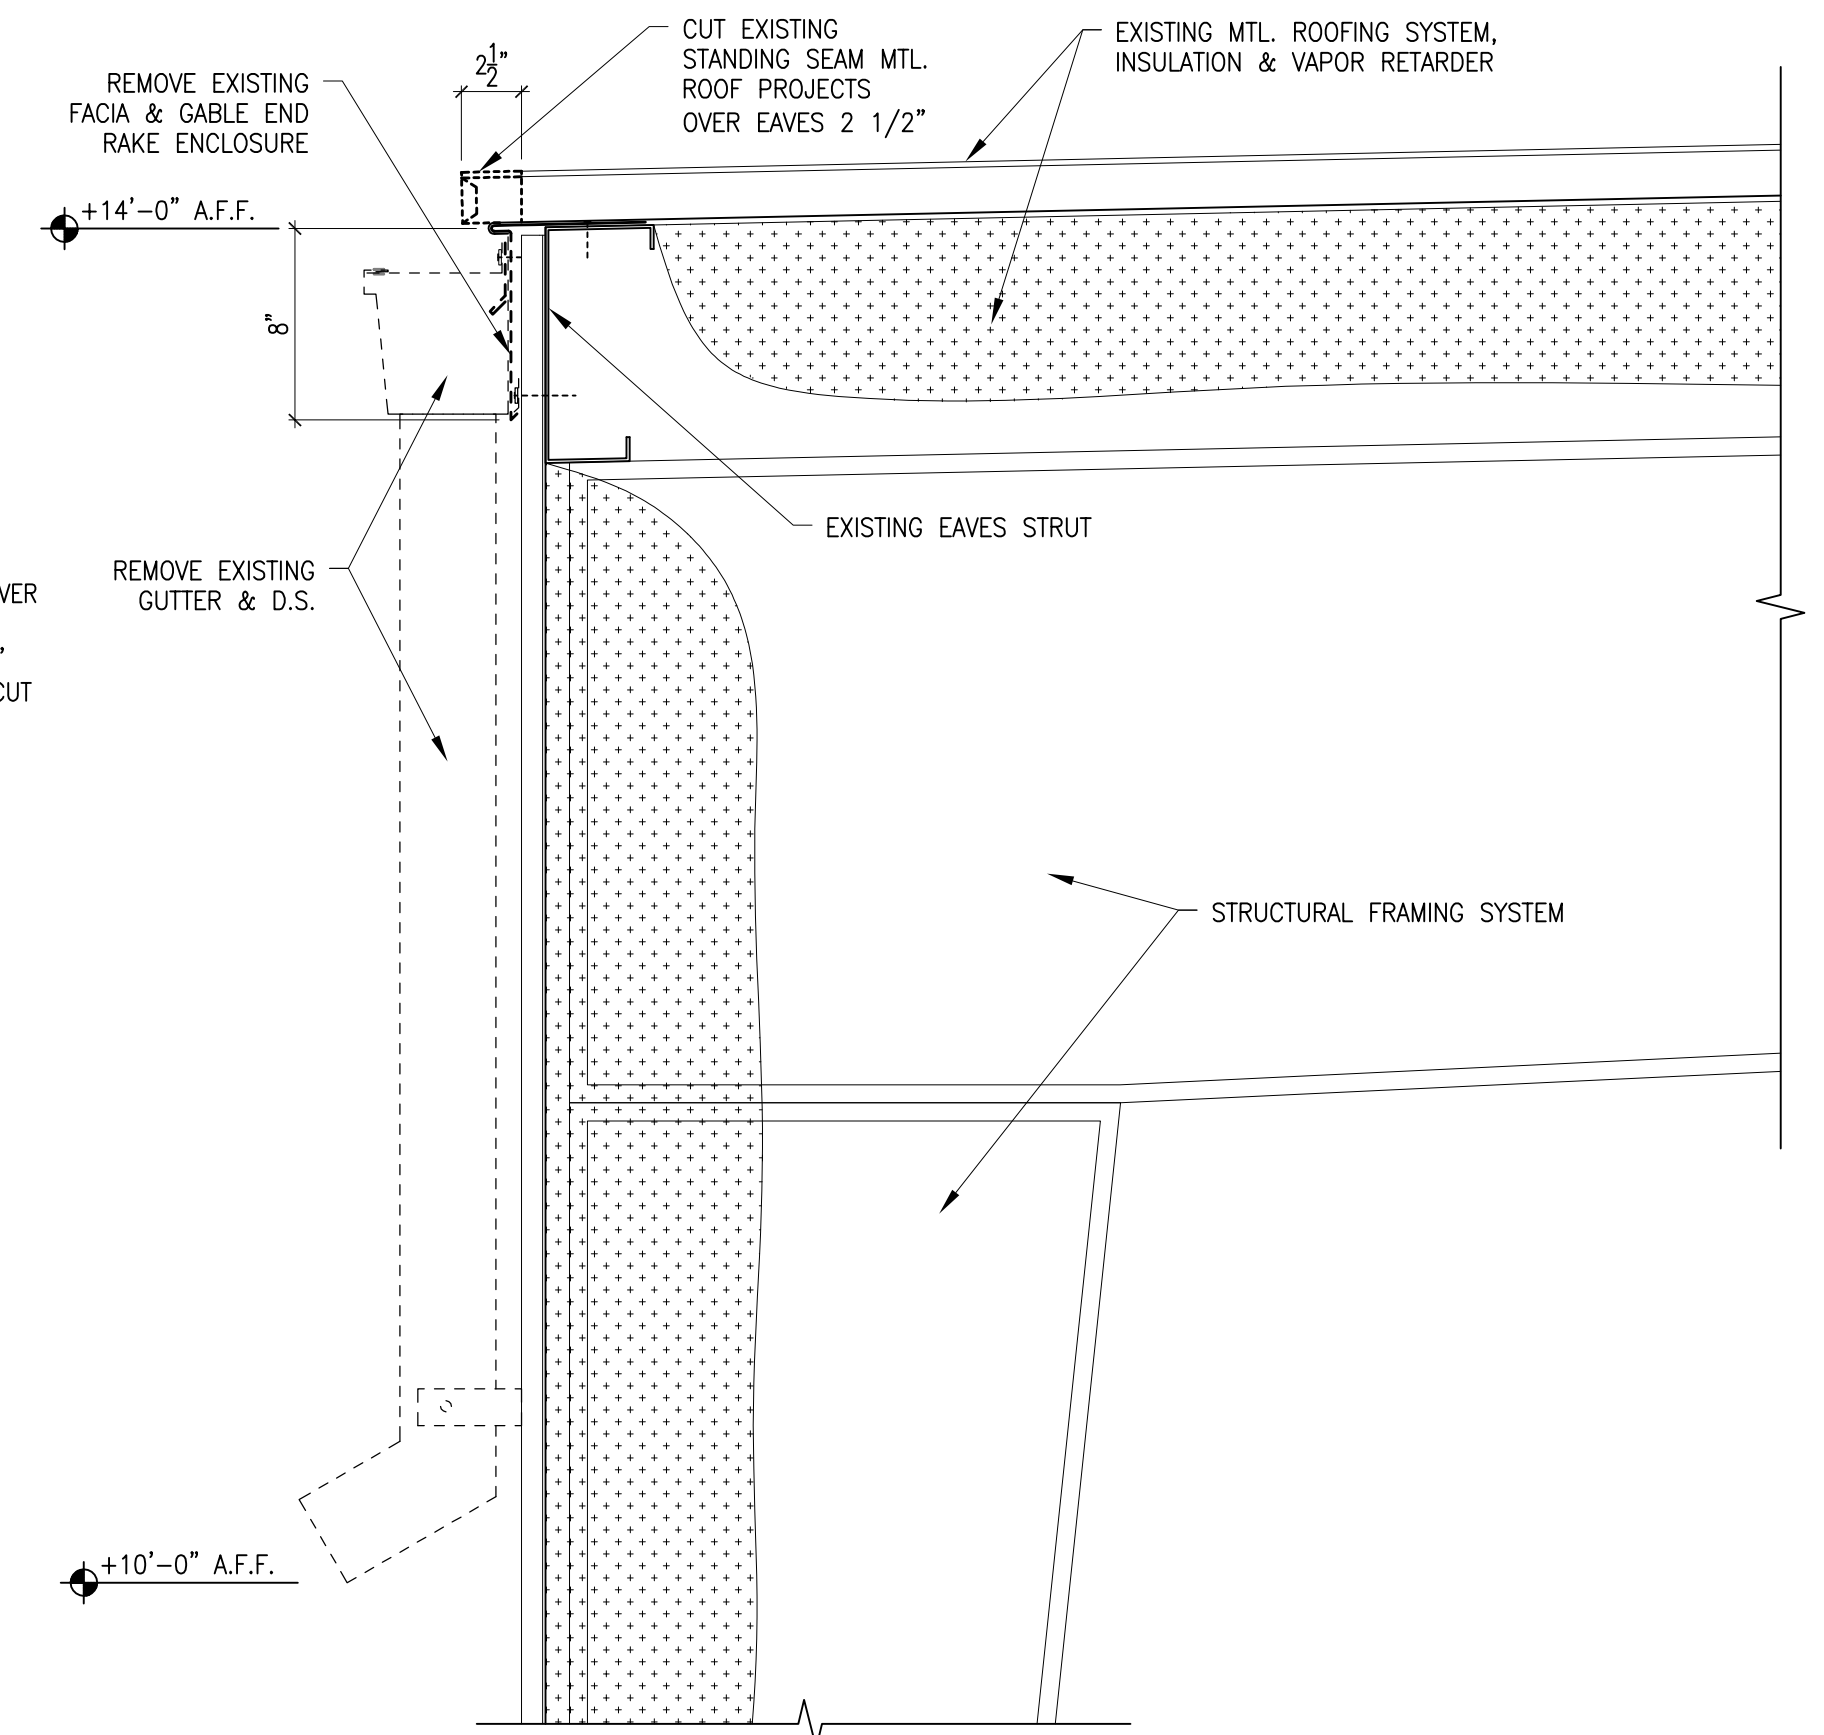 CUT EXISTING
STANDING SEAM MTL.
ROOF PROJECTS
OVER EAVES 2 1/2"
EXISTING MTL. ROOFING SYSTEM,
INSULATION & VAPOR RETARDER
2 1/2"
REMOVE EXISTING
FACIA & GABLE END
RAKE ENCLOSURE
+14'-0" A.F.F.
8"
EXISTING EAVES STRUT
REMOVE EXISTING
GUTTER & D.S.
VER
"
CUT
STRUCTURAL FRAMING SYSTEM
+10'-0" A.F.F.